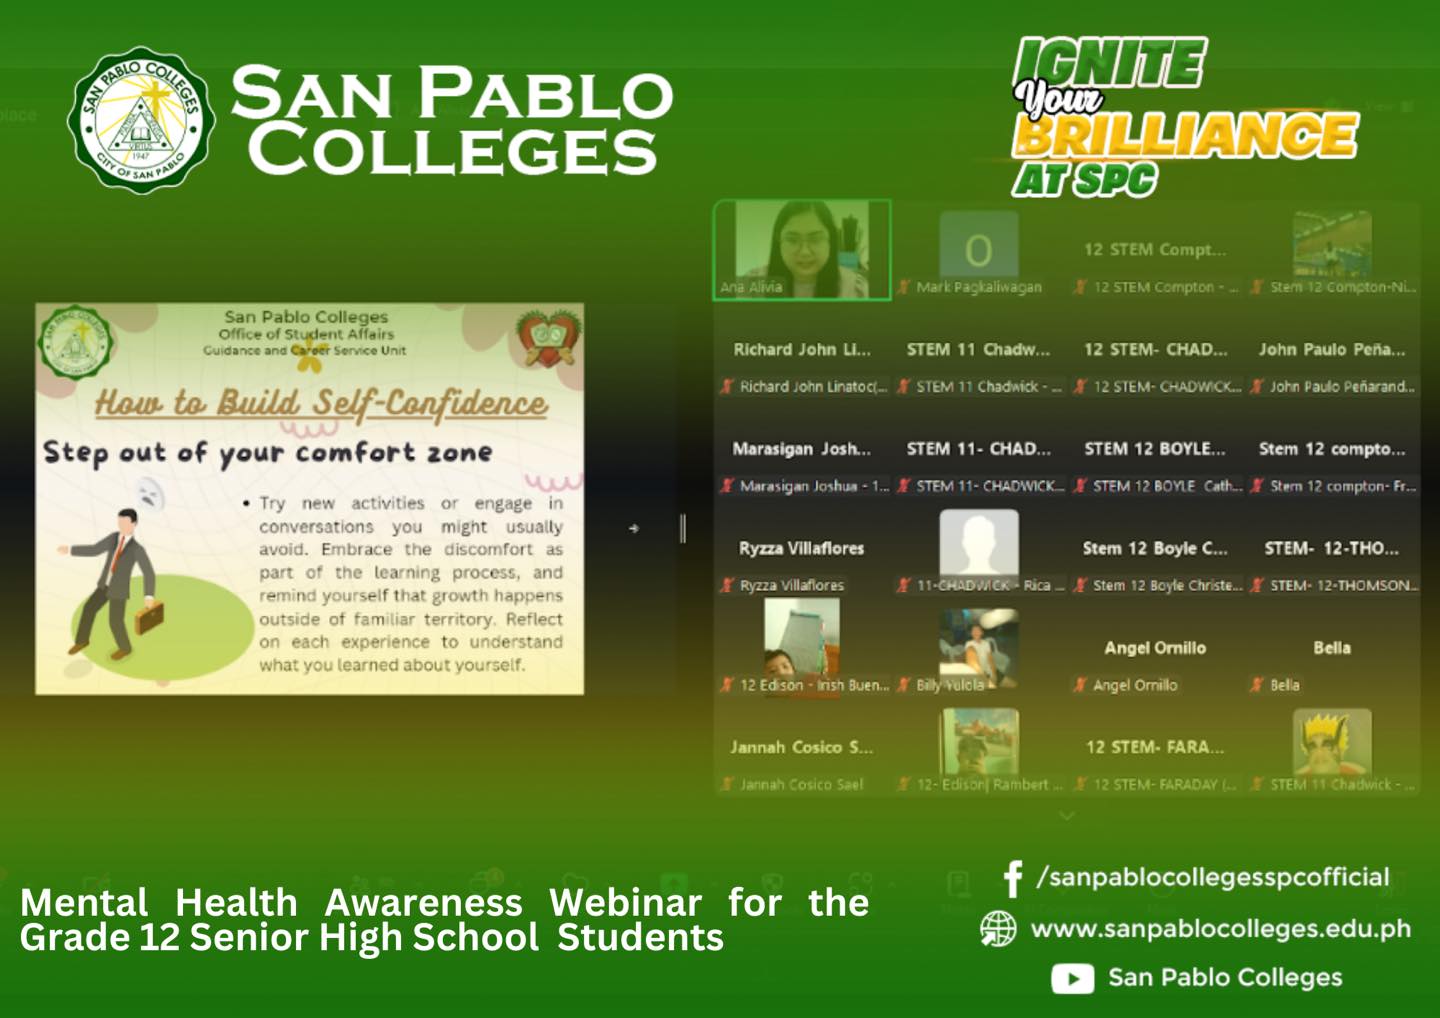 SAN PABLO COLLEGES
VIRTUS
1947
CITY OF SAN PABLO
SAN PABLO
COLLEGES
IGNITE
Your
BRILLIANCE
AT SPC
San Pablo Colleges
Office of Student Affairs
Guidance and Career Service Unit
How to Build Self-Confidence
Step out of your comfort zone
• Try new activities or engage in
conversations you might usually
avoid. Embrace the discomfort as
part of the learning process, and
remind yourself that growth happens
outside of familiar territory. Reflect
on each experience to understand
what you learned about yourself.
O 12 STEM Compt...
Ana Alivia Mark Pagkaliwagan 12 STEM Compton - ... Stem 12 Compton-Ni...
Richard John Li... STEM 11 Chadw... 12 STEM- CHAD... John Paulo Peña...
Richard John Linatoc(... STEM 11 Chadwick - ... 12 STEM- CHADWICK... John Paulo Peñarand...
Marasigan Josh... STEM 11- CHAD... STEM 12 BOYLE... Stem 12 compto...
Marasigan Joshua - 1... STEM 11- CHADWICK... STEM 12 BOYLE Cath... Stem 12 compton- Fr...
Ryzza Villaflores Stem 12 Boyle C... STEM- 12-THO...
Ryzza Villaflores 11-CHADWICK - Rica ... Stem 12 Boyle Christe... STEM- 12-THOMSON...
Angel Ornillo Bella
12 Edison - Irish Buen... Billy Yulola Angel Ornillo Bella
Jannah Cosico S... 12 STEM- FARA...
Jannah Cosico Sael 12- Edison| Rambert ... 12 STEM- FARADAY (... STEM 11 Chadwick - ...
Mental Health Awareness Webinar for the
Grade 12 Senior High School Students
/sanpablocollegesspcofficial
www.sanpablocolleges.edu.ph
San Pablo Colleges